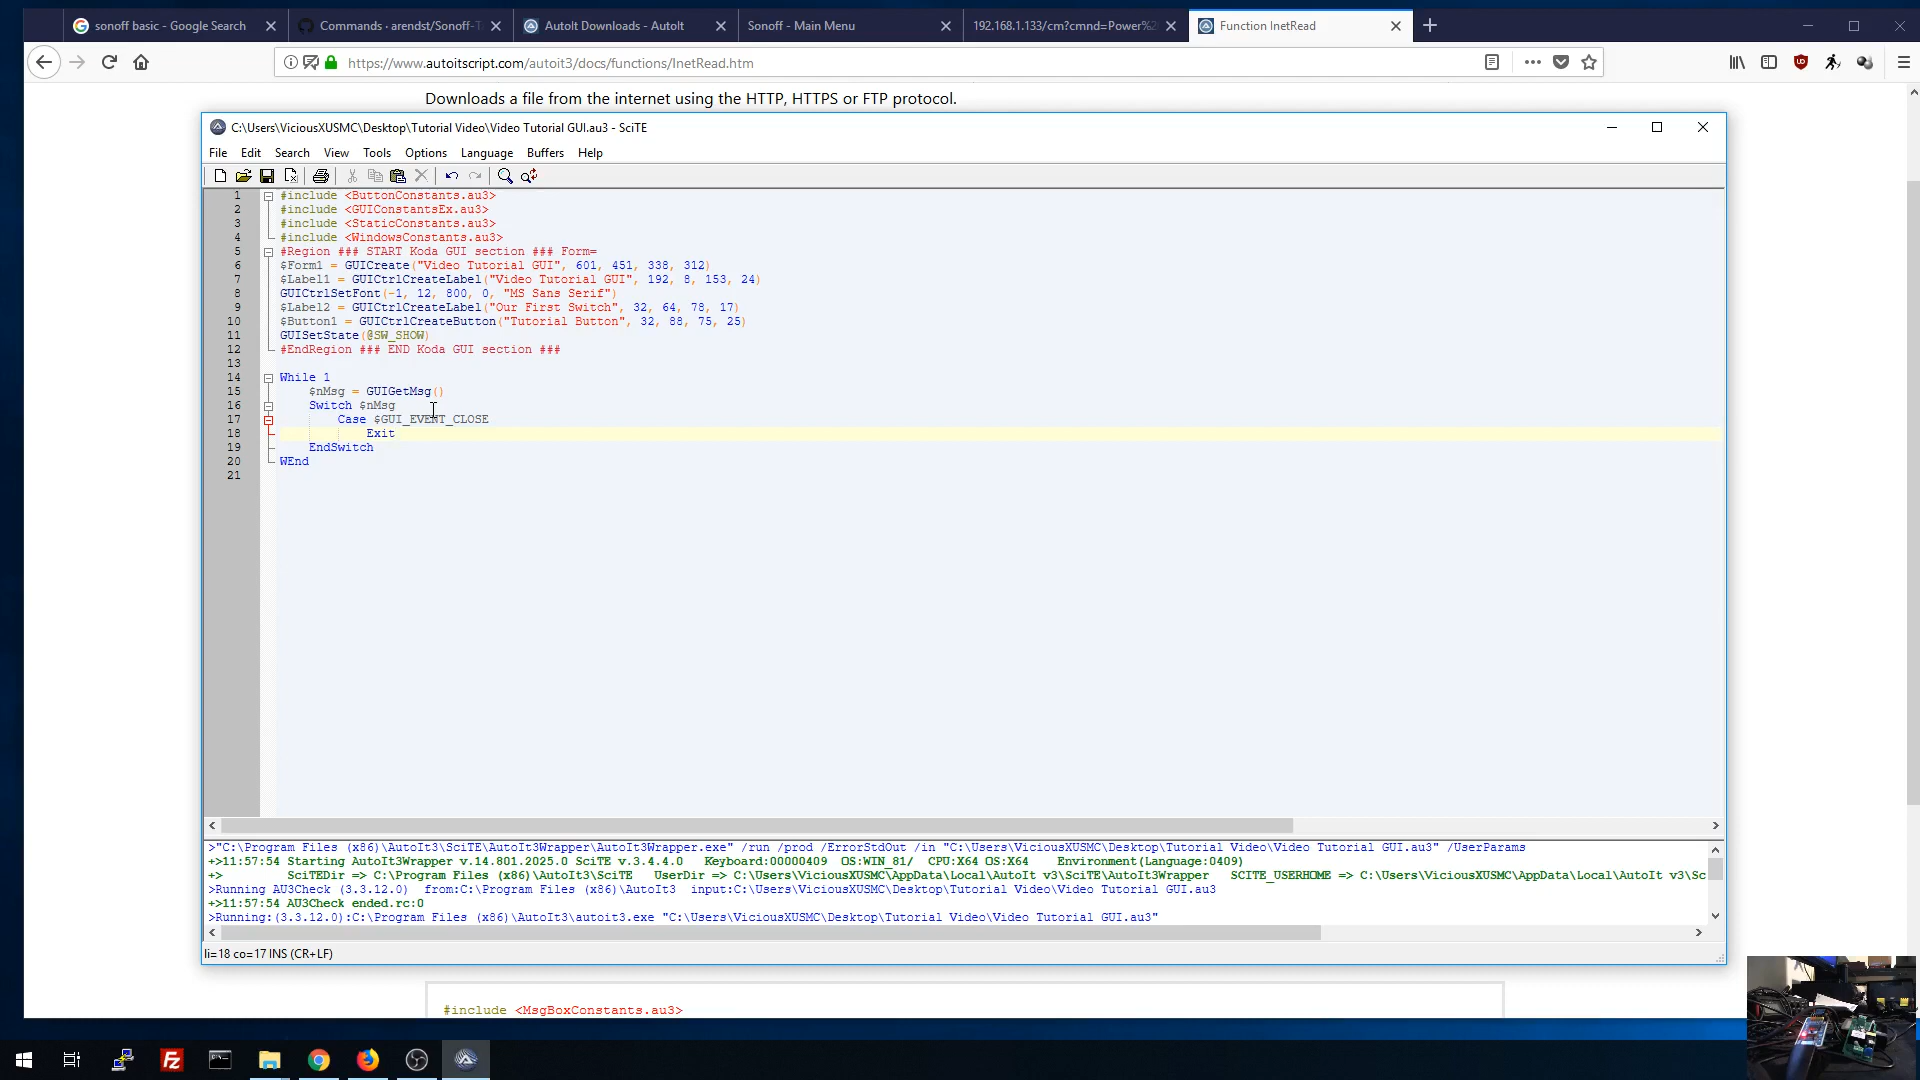 sonoff basic - Google Search
Commands · arendst/Sonoff-T
AutoIt Downloads - AutoIt
Sonoff - Main Menu
192.168.1.133/cm?cmnd=Power%2
Function InetRead
https://www.autoitscript.com/autoit3/docs/functions/InetRead.htm
Downloads a file from the internet using the HTTP, HTTPS or FTP protocol.
C:\Users\ViciousXUSMC\Desktop\Tutorial Video\Video Tutorial GUI.au3 - SciTE
File Edit Search View Tools Options Language Buffers Help
1 #include <ButtonConstants.au3>
2 #include <GUIConstantsEx.au3>
3 #include <StaticConstants.au3>
4 #include <WindowsConstants.au3>
5 #Region ### START Koda GUI section ### Form=
6 $Form1 = GUICreate("Video Tutorial GUI", 601, 451, 338, 312)
7 $Label1 = GUICtrlCreateLabel("Video Tutorial GUI", 192, 8, 153, 24)
8 GUICtrlSetFont(-1, 12, 800, 0, "MS Sans Serif")
9 $Label2 = GUICtrlCreateLabel("Our First Switch", 32, 64, 78, 17)
10 $Button1 = GUICtrlCreateButton("Tutorial Button", 32, 88, 75, 25)
11 GUISetState(@SW_SHOW)
12 #EndRegion ### END Koda GUI section ###
13
14 While 1
15 $nMsg = GUIGetMsg()
16 Switch $nMsg
17 Case $GUI_EVENT_CLOSE
18 Exit
19 EndSwitch
20 WEnd
21
>"C:\Program Files (x86)\AutoIt3\SciTE\AutoIt3Wrapper\AutoIt3Wrapper.exe" /run /prod /ErrorStdOut /in "C:\Users\ViciousXUSMC\Desktop\Tutorial Video\Video Tutorial GUI.au3" /UserParams
+>11:57:54 Starting AutoIt3Wrapper v.14.801.2025.0 SciTE v.3.4.4.0 Keyboard:00000409 OS:WIN_81/ CPU:X64 OS:X64 Environment(Language:0409)
+> SciTEDir => C:\Program Files (x86)\AutoIt3\SciTE UserDir => C:\Users\ViciousXUSMC\AppData\Local\AutoIt v3\SciTE\AutoIt3Wrapper SCITE_USERHOME => C:\Users\ViciousXUSMC\AppData\Local\AutoIt v3\Sc
>Running AU3Check (3.3.12.0) from:C:\Program Files (x86)\AutoIt3 input:C:\Users\ViciousXUSMC\Desktop\Tutorial Video\Video Tutorial GUI.au3
+>11:57:54 AU3Check ended.rc:0
>Running:(3.3.12.0):C:\Program Files (x86)\AutoIt3\autoit3.exe "C:\Users\ViciousXUSMC\Desktop\Tutorial Video\Video Tutorial GUI.au3"
li=18 co=17 INS (CR+LF)
#include <MsgBoxConstants.au3>